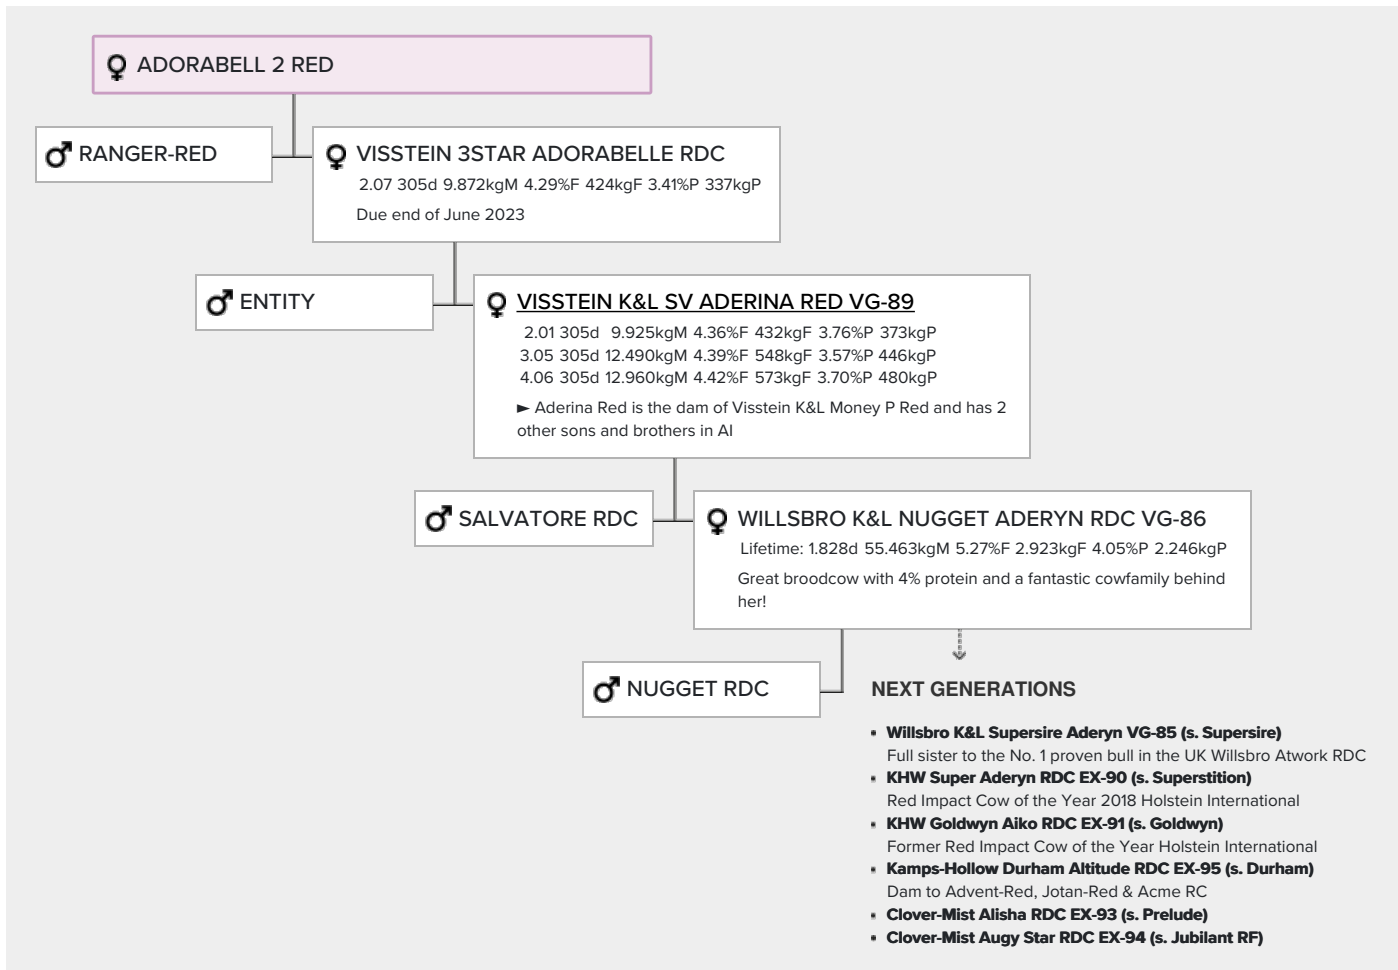 ADORABELL 2 RED
RANGER-RED
VISSTEIN 3STAR ADORABELLE RDC
2.07 305d 9.872kgM 4.29%F 424kgF 3.41%P 337kgP
Due end of June 2023
ENTITY
VISSTEIN K&L SV ADERINA RED VG-89
2.01 305d 9.925kgM 4.36%F 432kgF 3.76%P 373kgP
3.05 305d 12.490kgM 4.39%F 548kgF 3.57%P 446kgP
4.06 305d 12.960kgM 4.42%F 573kgF 3.70%P 480kgP
► Aderina Red is the dam of Visstein K&L Money P Red and has 2
other sons and brothers in AI
SALVATORE RDC
WILLSBRO K&L NUGGET ADERYN RDC VG-86
Lifetime: 1.828d 55.463kgM 5.27%F 2.923kgF 4.05%P 2.246kgP
Great broodcow with 4% protein and a fantastic cowfamily behind
her!
NUGGET RDC
NEXT GENERATIONS
▪ Willsbro K&L Supersire Aderyn VG-85 (s. Supersire)
Full sister to the No. 1 proven bull in the UK Willsbro Atwork RDC
▪ KHW Super Aderyn RDC EX-90 (s. Superstition)
Red Impact Cow of the Year 2018 Holstein International
▪ KHW Goldwyn Aiko RDC EX-91 (s. Goldwyn)
Former Red Impact Cow of the Year Holstein International
▪ Kamps-Hollow Durham Altitude RDC EX-95 (s. Durham)
Dam to Advent-Red, Jotan-Red & Acme RC
▪ Clover-Mist Alisha RDC EX-93 (s. Prelude)
▪ Clover-Mist Augy Star RDC EX-94 (s. Jubilant RF)